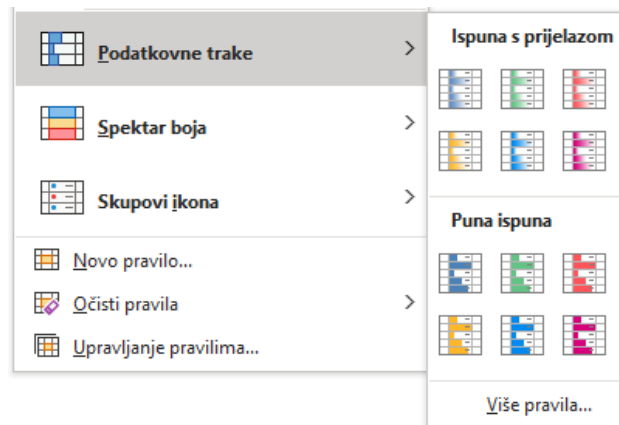 Podatkovne trake
Spektar boja
Skupovi ikona
Novo pravilo...
Očisti pravila
Upravljanje pravilima...
Ispuna s prijelazom
Puna ispuna
Više pravila...